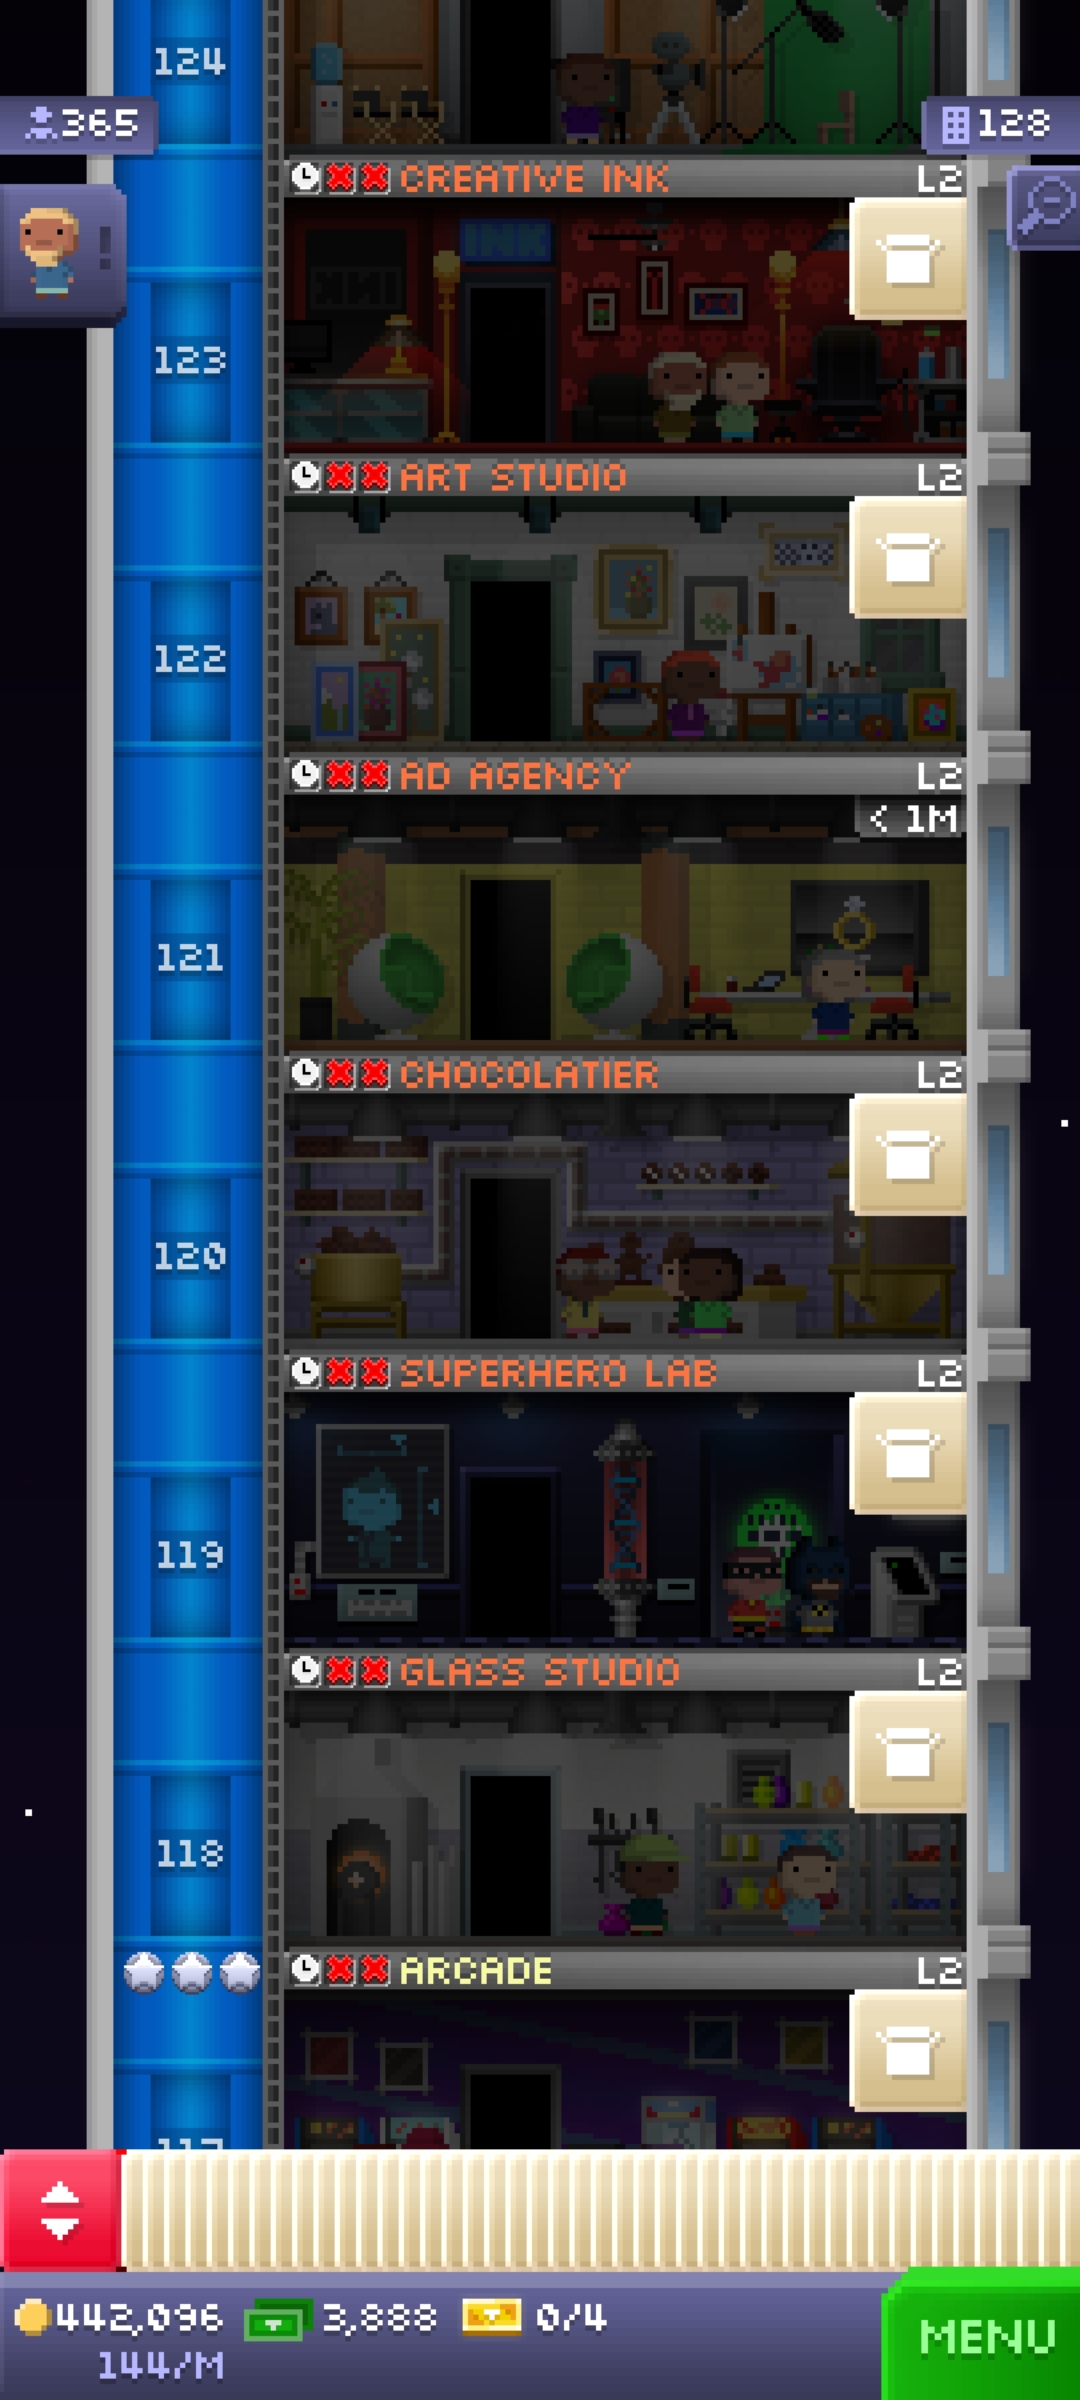 124
365
128
CREATIVE INK L2
INK
123
ART STUDIO L2
122
AD AGENCY L2
< 1M
121
CHOCOLATIER L2
120
SUPERHERO LAB L2
119
GLASS STUDIO L2
118
ARCADE L2
117
442,096 3,888 0/4
144/M
MENU